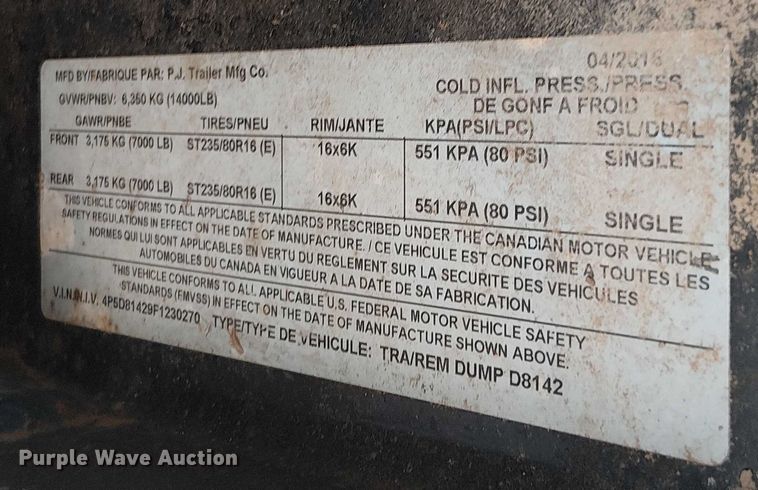 MFD BY/FABRIQUE PAR: P.J. Trailer Mfg Co. 04/2016
GVWR/PNBV: 6,350 KG (14000LB) COLD INFL. PRESS./PRESS. DE GONF A FROID
GAWR/PNBE TIRES/PNEU RIM/JANTE KPA(PSI/LPC) SGL/DUAL
FRONT 3,175 KG (7000 LB) ST235/80R16 (E) 16x6K 551 KPA (80 PSI) SINGLE
REAR 3,175 KG (7000 LB) ST235/80R16 (E) 16x6K 551 KPA (80 PSI) SINGLE
THIS VEHICLE CONFORMS TO ALL APPLICABLE STANDARDS PRESCRIBED UNDER THE CANADIAN MOTOR VEHICLE
SAFETY REGULATIONS IN EFFECT ON THE DATE OF MANUFACTURE. / CE VEHICULE EST CONFORME A TOUTES LES
NORMES QUI LUI SONT APPLICABLES EN VERTU DU REGLEMENT SUR LA SECURITE DES VEHICULES
AUTOMOBILES DU CANADA EN VIGUEUR A LA DATE DE SA FABRICATION.
THIS VEHICLE CONFORMS TO ALL APPLICABLE U.S. FEDERAL MOTOR VEHICLE SAFETY
STANDARDS (FMVSS) IN EFFECT ON THE DATE OF MANUFACTURE SHOWN ABOVE.
V.I.N./N.I.V. 4P5D81429F1230270 TYPE/TYPE DE VEHICULE: TRA/REM DUMP D8142
Purple Wave Auction